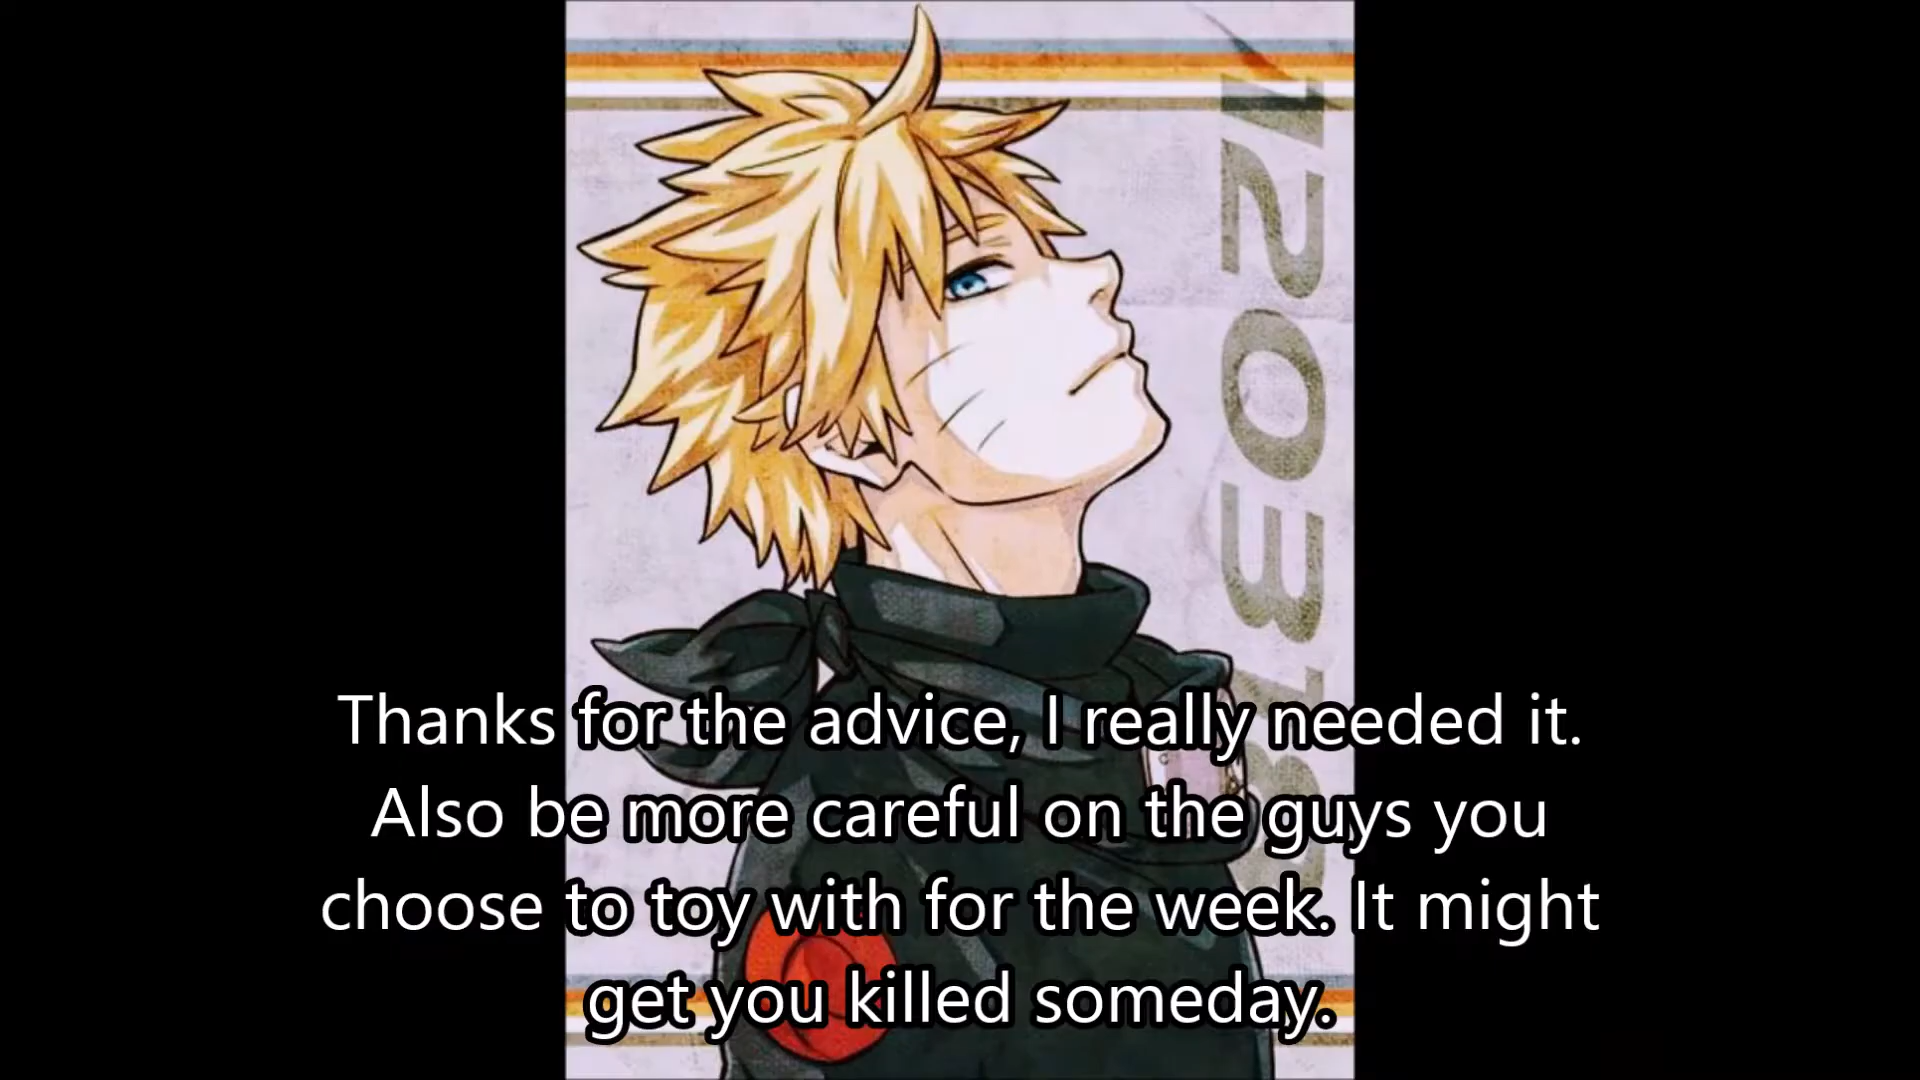 Thanks for the advice, I really needed it.
Also be more careful on the guys you
choose to toy with for the week. It might
get you killed someday.